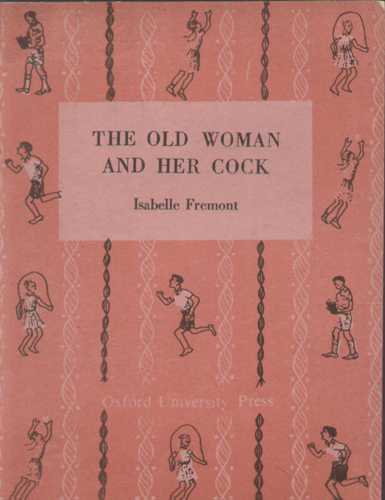 THE OLD WOMAN
AND HER COCK
Isabelle Fremont
Oxford University Press